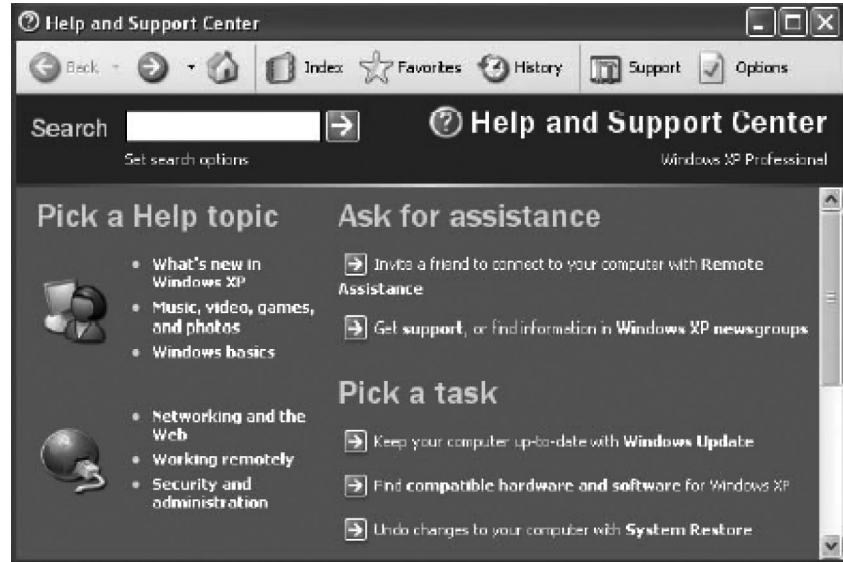 Help and Support Center
Back
Index
Favorites
History
Support
Options
Search
Set search options
Help and Support Center
Windows XP Professional
Pick a Help topic
What's new in
Windows XP
Music, video, games,
and photos
Windows basics
Networking and the
Web
Working remotely
Security and
administration
Ask for assistance
Invite a friend to connect to your computer with Remote
Assistance
Get support, or find information in Windows XP newsgroups
Pick a task
Keep your computer up-to-date with Windows Update
Find compatible hardware and software for Windows XP
Undo changes to your computer with System Restore